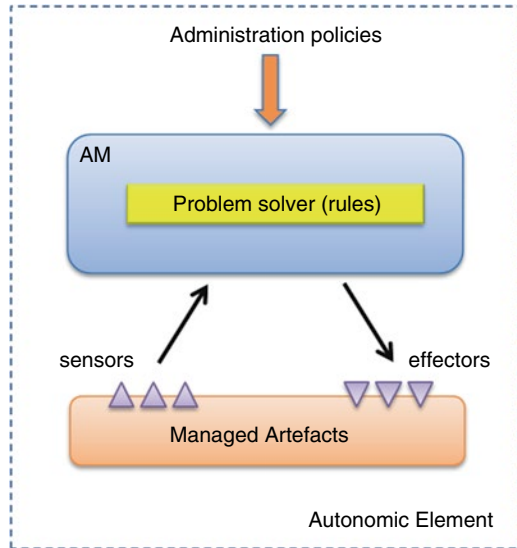 Administration policies
AM
Problem solver (rules)
sensors
effectors
Managed Artefacts
Autonomic Element